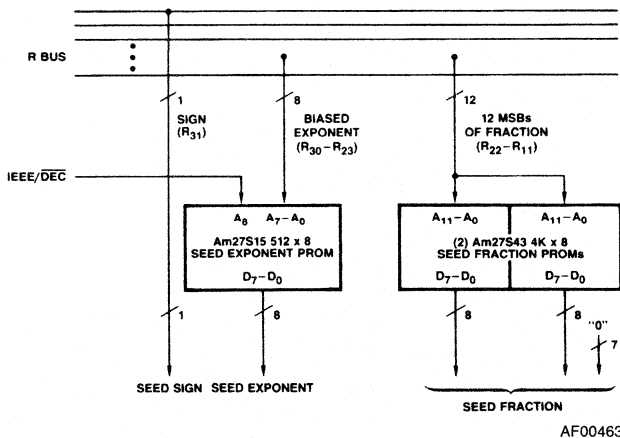 R BUS
1
8
12
SIGN
(R31)
BIASED
EXPONENT
(R30–R23)
12 MSBs
OF FRACTION
(R22–R11)
IEEE/DEC
A8 A7–A0
Am27S15 512 x 8
SEED EXPONENT PROM
D7–D0
A11–A0 A11–A0
(2) Am27S43 4K x 8
SEED FRACTION PROMs
D7–D0 D7–D0
1
8
8
8
"0"
7
SEED SIGN SEED EXPONENT
SEED FRACTION
AF00463